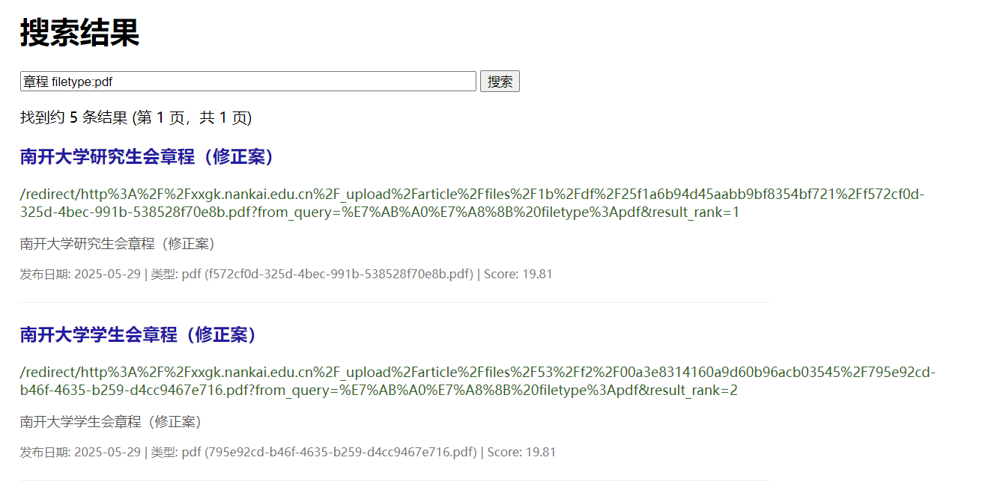 搜索结果
章程 filetype:pdf 搜索
找到约 5 条结果 (第 1 页，共 1 页)
南开大学研究生会章程（修正案）
/redirect/http%3A%2F%2Fxxgk.nankai.edu.cn%2F_upload%2Farticle%2Ffiles%2F1b%2Fdf%2F25f1a6b94d45aabb9bf8354bf721%2Ff572cf0d-
325d-4bec-991b-538528f70e8b.pdf?from_query=%E7%AB%A0%E7%A8%8B%20filetype%3Apdf&result_rank=1
南开大学研究生会章程（修正案）
发布日期: 2025-05-29 | 类型: pdf (f572cf0d-325d-4bec-991b-538528f70e8b.pdf) | Score: 19.81
南开大学学生会章程（修正案）
/redirect/http%3A%2F%2Fxxgk.nankai.edu.cn%2F_upload%2Farticle%2Ffiles%2F53%2Ff2%2F00a3e8314160a9d60b96acb03545%2F795e92cd-
b46f-4635-b259-d4cc9467e716.pdf?from_query=%E7%AB%A0%E7%A8%8B%20filetype%3Apdf&result_rank=2
南开大学学生会章程（修正案）
发布日期: 2025-05-29 | 类型: pdf (795e92cd-b46f-4635-b259-d4cc9467e716.pdf) | Score: 19.81